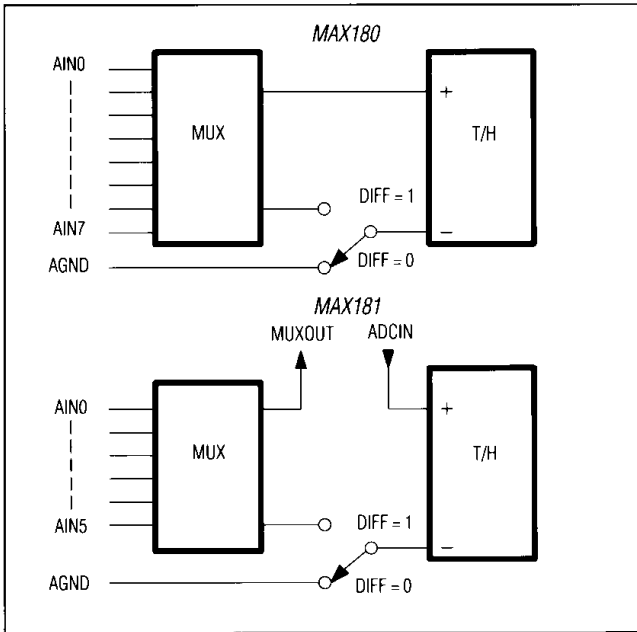 MAX180
AIN0
MUX
+
T/H
DIFF = 1
AIN7
−
DIFF = 0
AGND
MAX181
MUXOUT
ADCIN
AIN0
+
MUX
T/H
AIN5
DIFF = 1
−
AGND
DIFF = 0